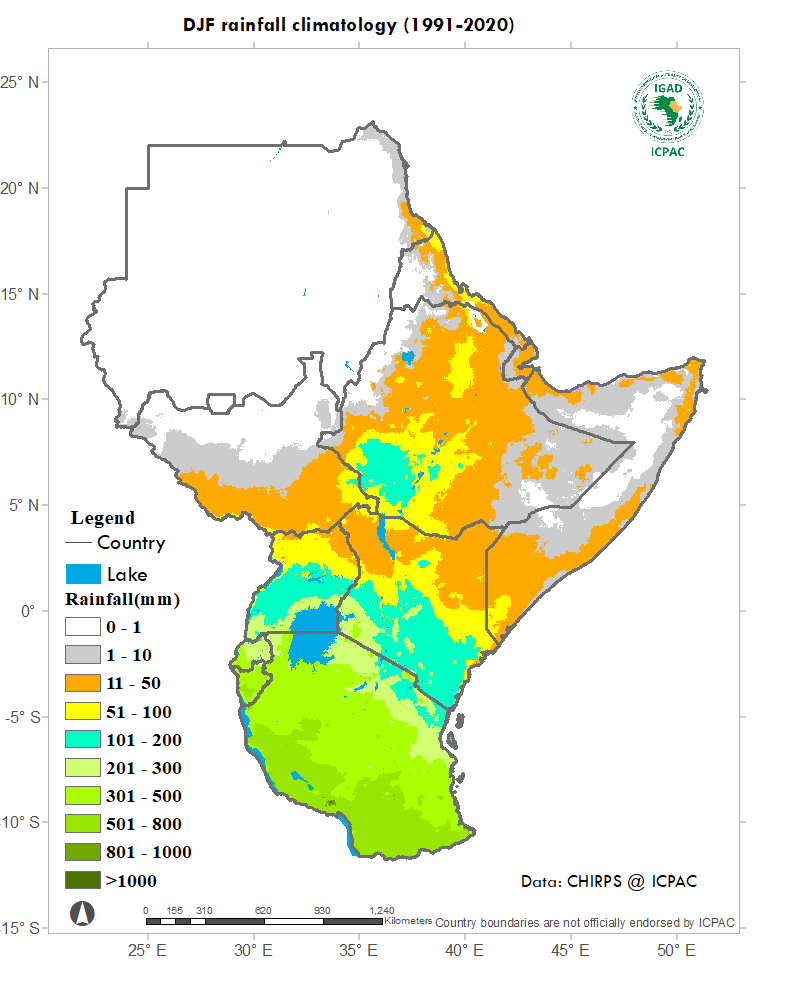 DJF rainfall climatology (1991-2020)
25° N
IGAD
ICPAC
20° N
15° N
10° N
5° N
Legend
Country
Lake
Rainfall(mm)
0°
0 - 1
1 - 10
11 - 50
51 - 100
-5° S
101 - 200
201 - 300
301 - 500
-10° S
501 - 800
801 - 1000
>1000
Data: CHIRPS @ ICPAC
0 155 310 620 930 1,240
Kilometers
Country boundaries are not officially endorsed by ICPAC
15° S
25° E 30° E 35° E 40° E 45° E 50° E